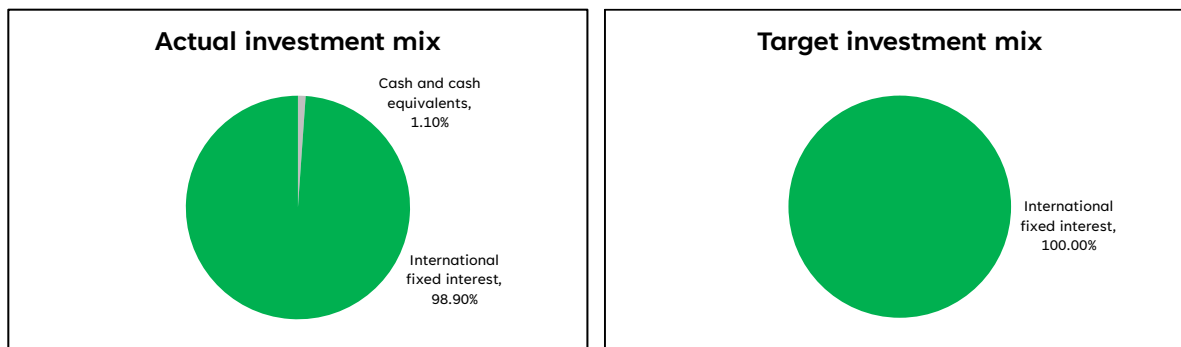 Actual investment mix
Cash and cash
equivalents,
1.10%
International
fixed interest,
98.90%
Target investment mix
International
fixed interest,
100.00%